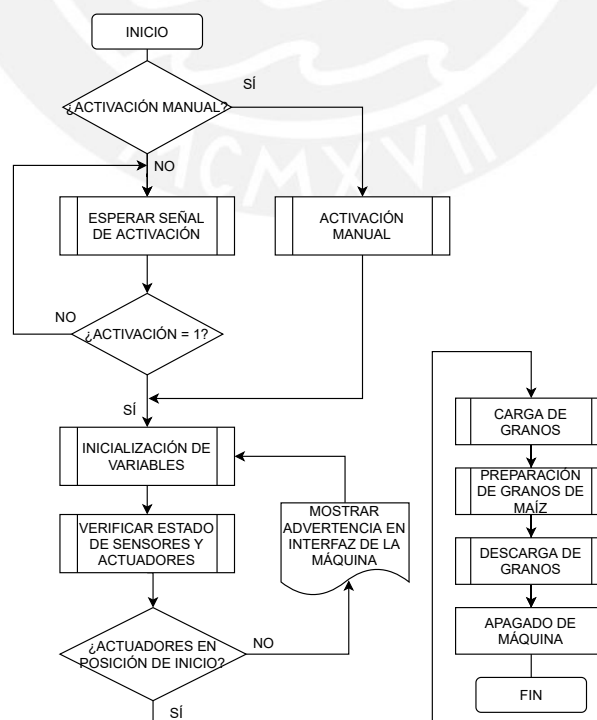 ACMXVII
INICIO
¿ACTIVACIÓN MANUAL?
SÍ
NO
ESPERAR SEÑAL
DE ACTIVACIÓN
ACTIVACIÓN
MANUAL
¿ACTIVACIÓN = 1?
NO
SÍ
INICIALIZACIÓN DE
VARIABLES
VERIFICAR ESTADO
DE SENSORES Y
ACTUADORES
MOSTRAR
ADVERTENCIA EN
INTERFAZ DE LA
MÁQUINA
¿ACTUADORES EN
POSICIÓN DE INICIO?
NO
SÍ
CARGA DE
GRANOS
PREPARACIÓN
DE GRANOS DE
MAÍZ
DESCARGA DE
GRANOS
APAGADO DE
MÁQUINA
FIN